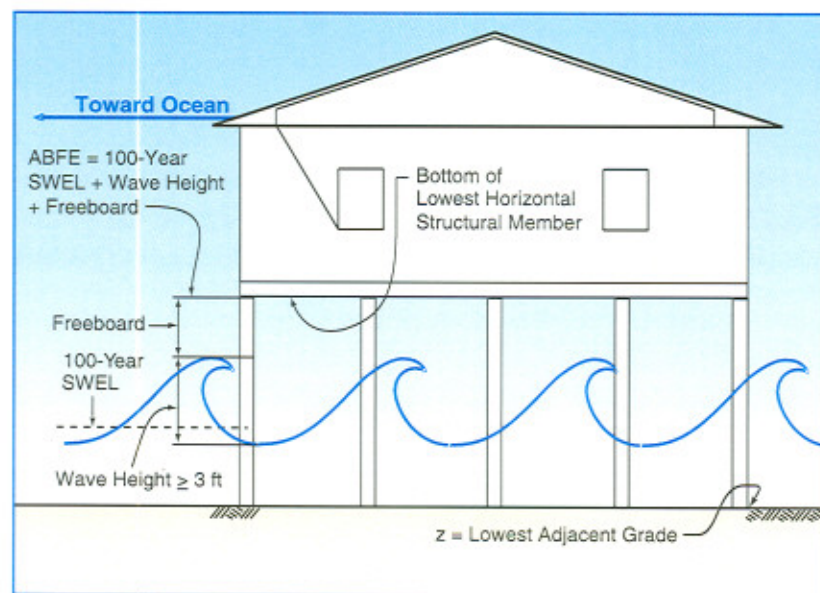 Toward Ocean
ABFE = 100-Year
SWEL + Wave Height
+ Freeboard
Bottom of
Lowest Horizontal
Structural Member
Freeboard
100-Year
SWEL
Wave Height ≥ 3 ft
z = Lowest Adjacent Grade